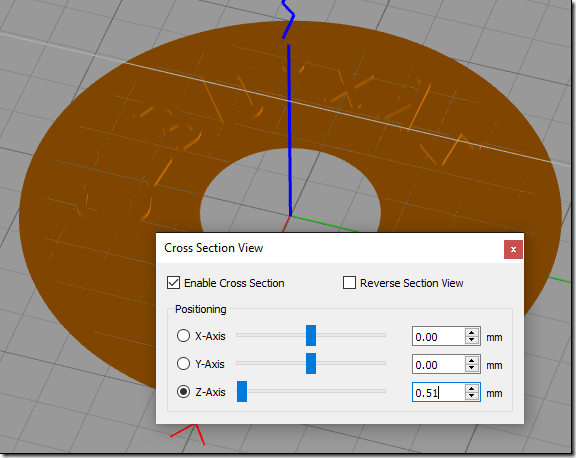 Cross Section View
x
Enable Cross Section
Reverse Section View
Positioning
X-Axis 0.00 mm
Y-Axis 0.00 mm
Z-Axis 0.51 mm